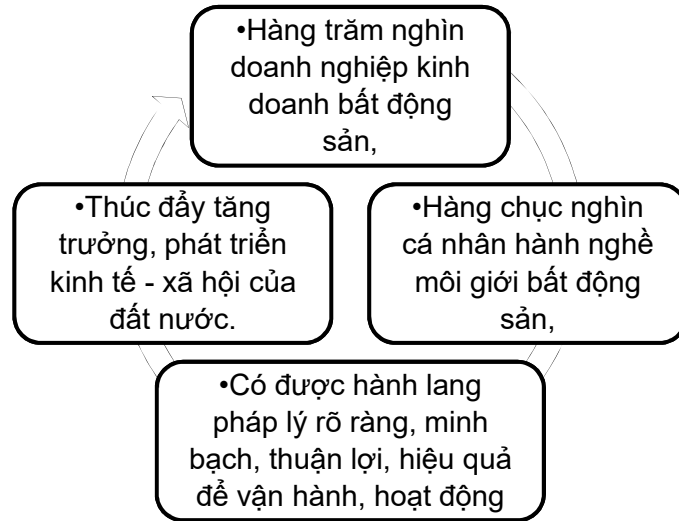 •Hàng trăm nghìn
doanh nghiệp kinh
doanh bất động
sản,
•Hàng chục nghìn
cá nhân hành nghề
môi giới bất động
sản,
•Có được hành lang
pháp lý rõ ràng, minh
bạch, thuận lợi, hiệu quả
để vận hành, hoạt động
•Thúc đẩy tăng
trưởng, phát triển
kinh tế - xã hội của
đất nước.